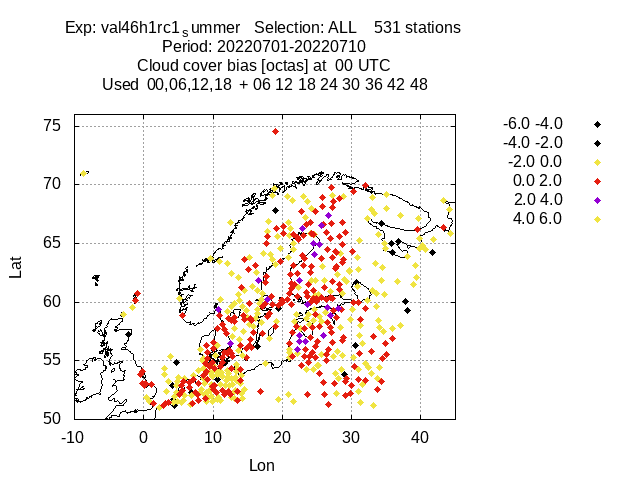 Exp: val46h1rc1summer Selection: ALL 531 stations
Period: 20220701-20220710
Cloud cover bias [octas] at 00 UTC
Used 00,06,12,18 + 06 12 18 24 30 36 42 48
-6.0 -4.0
-4.0 -2.0
-2.0 0.0
0.0 2.0
2.0 4.0
4.0 6.0
75
70
65
60
55
50
Lat
-10 0 10 20 30 40
Lon